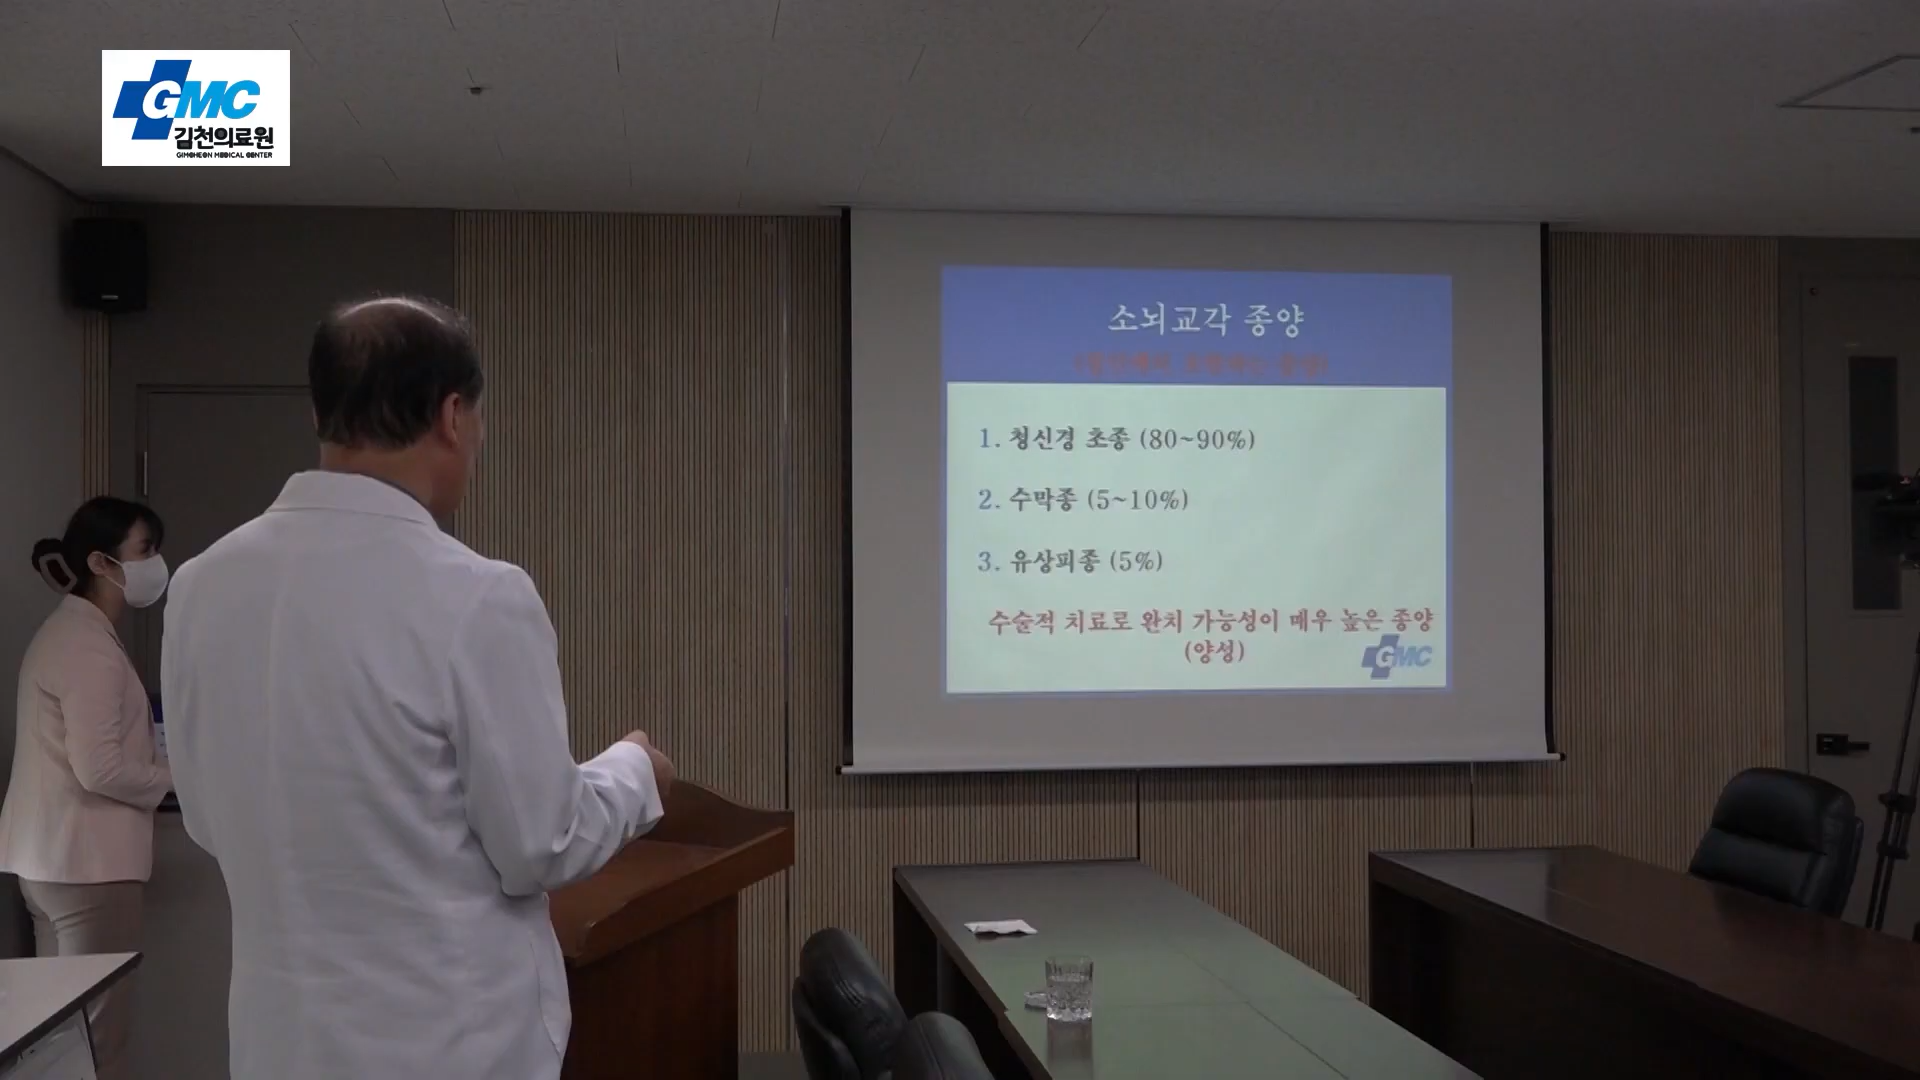 GMC
김천의료원
GIMCHEON MEDICAL CENTER
소뇌교각 종양
1. 청신경 초종 (80~90%)
2. 수막종 (5~10%)
3. 유상피종 (5%)
수술적 치료로 완치 가능성이 매우 높은 종양
(양성)
GMC